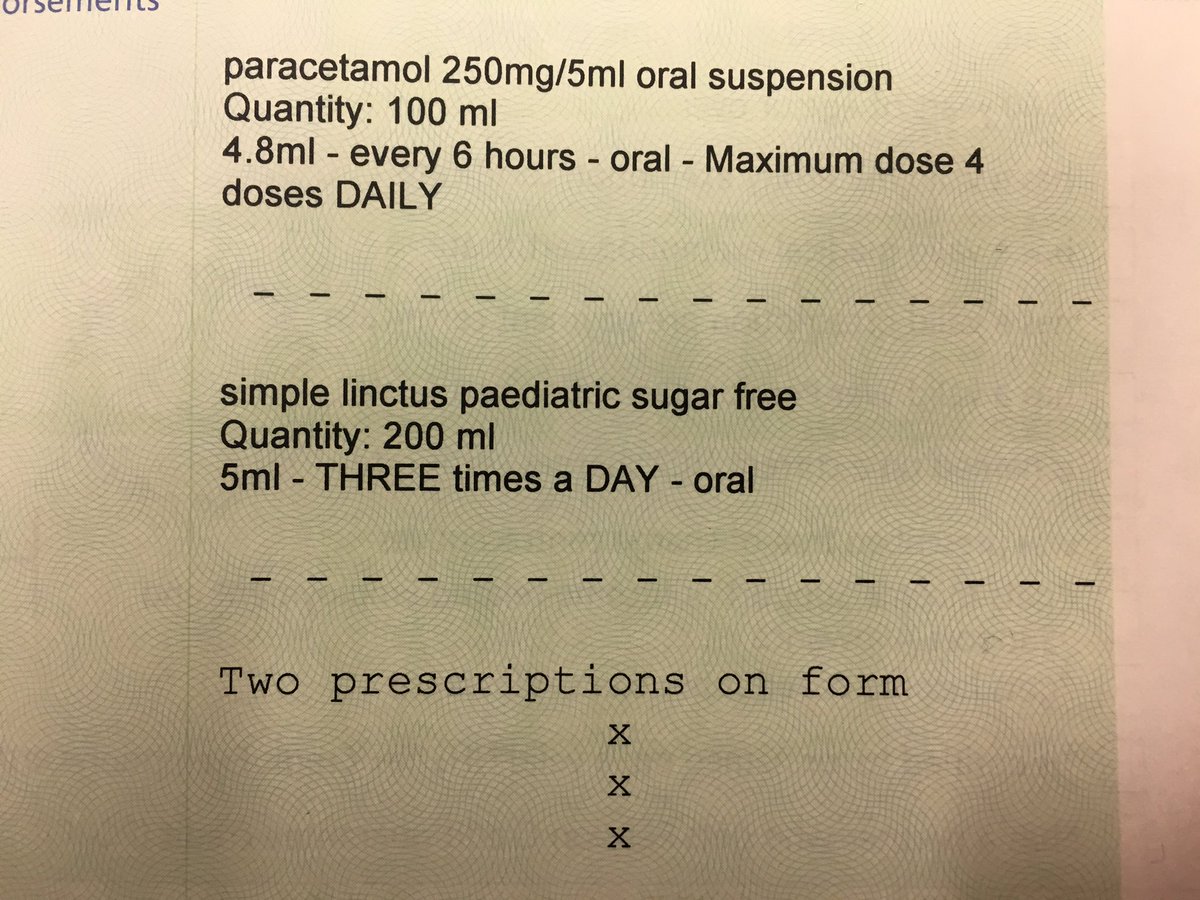 orsements
paracetamol 250mg/5ml oral suspension
Quantity: 100 ml
4.8ml - every 6 hours - oral - Maximum dose 4
doses DAILY
- - - - - - - - - - - - - - - -
simple linctus paediatric sugar free
Quantity: 200 ml
5ml - THREE times a DAY - oral
- - - - - - - - - - - - - - - -
Two prescriptions on form
x
x
x